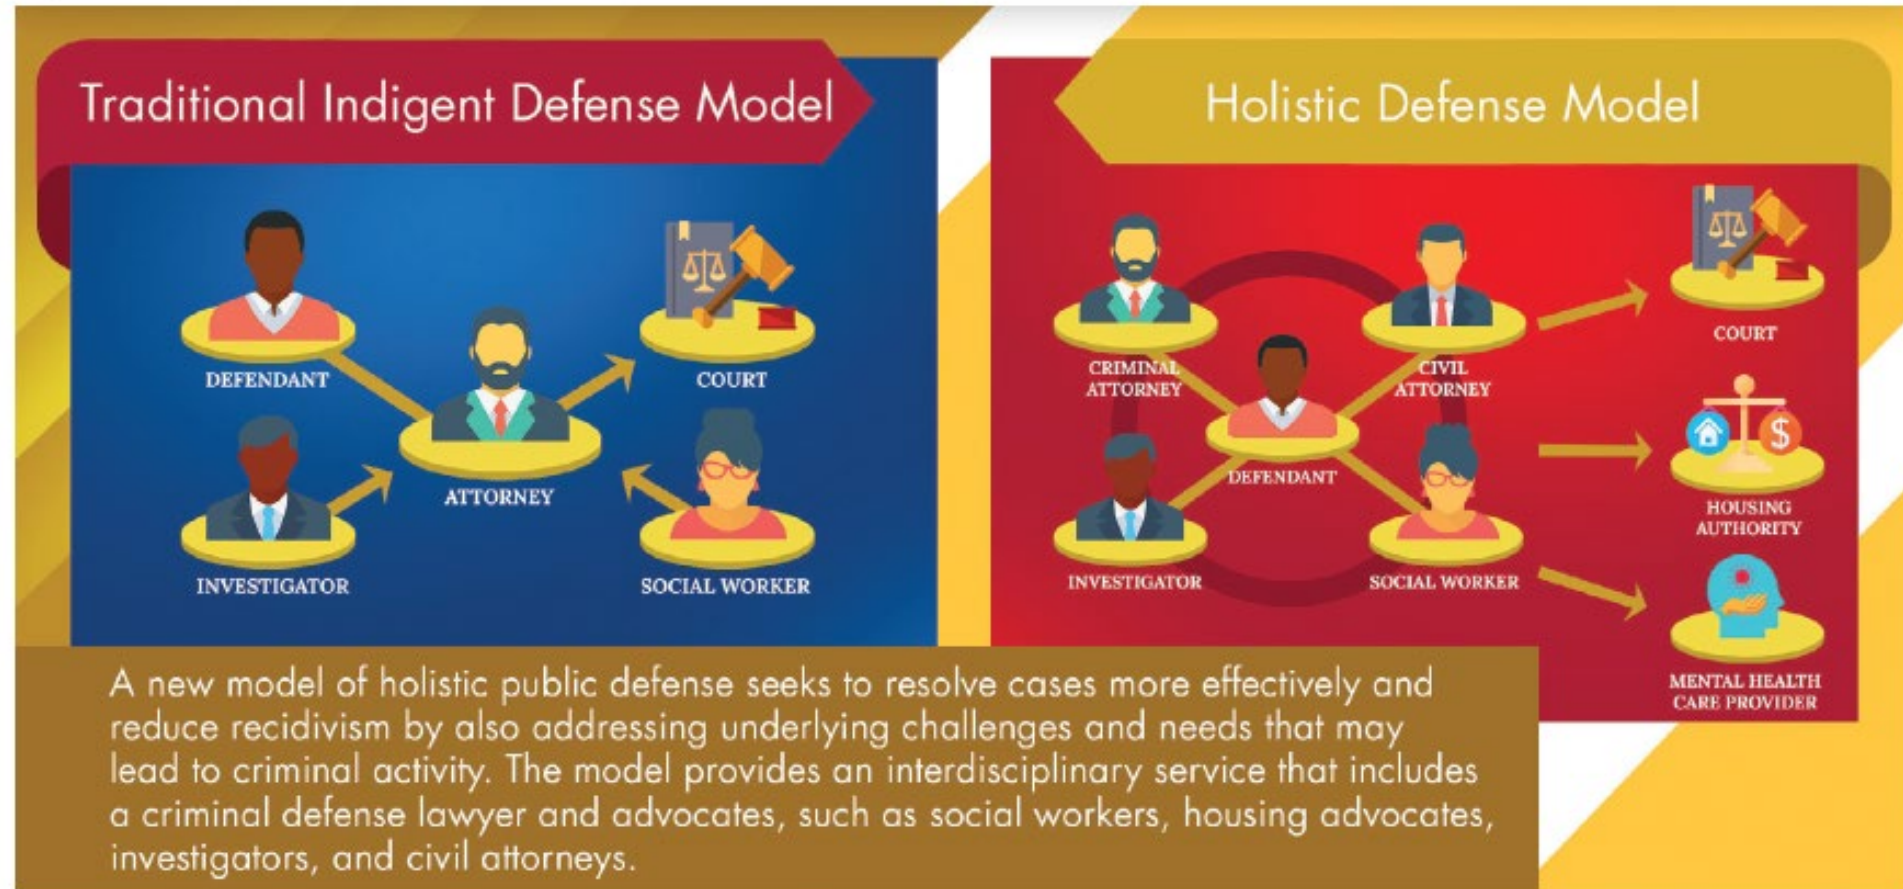 Traditional Indigent Defense Model
DEFENDANT
COURT
ATTORNEY
INVESTIGATOR
SOCIAL WORKER
Holistic Defense Model
CRIMINAL
ATTORNEY
CIVIL
ATTORNEY
DEFENDANT
INVESTIGATOR
SOCIAL WORKER
COURT
$
HOUSING
AUTHORITY
MENTAL HEALTH
CARE PROVIDER
A new model of holistic public defense seeks to resolve cases more effectively and
reduce recidivism by also addressing underlying challenges and needs that may
lead to criminal activity. The model provides an interdisciplinary service that includes
a criminal defense lawyer and advocates, such as social workers, housing advocates,
investigators, and civil attorneys.